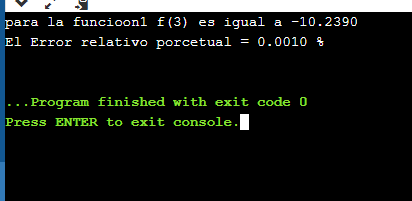 para la funcioon1 f(3) es igual a -10.2390
El Error relativo porcetual = 0.0010 %
...Program finished with exit code 0
Press ENTER to exit console.